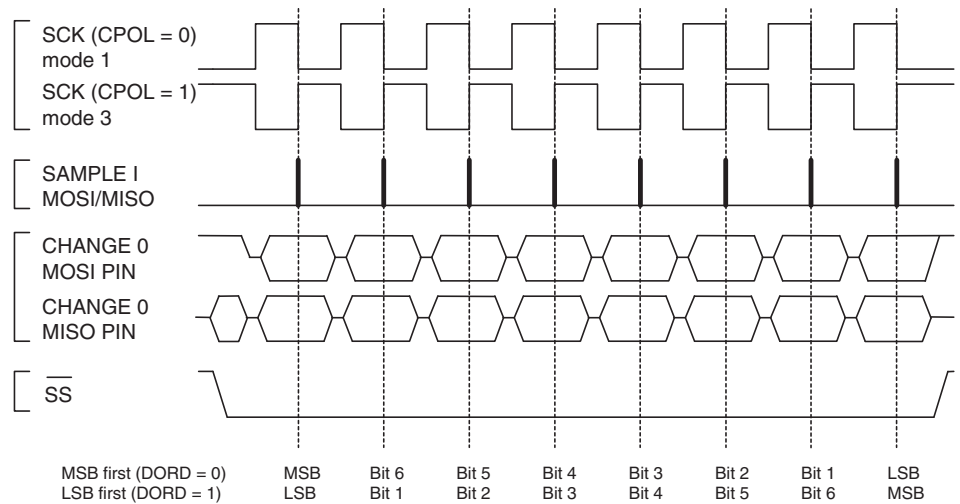 SCK (CPOL = 0)
mode 1
SCK (CPOL = 1)
mode 3
SAMPLE I
MOSI/MISO
CHANGE 0
MOSI PIN
CHANGE 0
MISO PIN
SS
MSB first (DORD = 0) MSB Bit 6 Bit 5 Bit 4 Bit 3 Bit 2 Bit 1 LSB
LSB first (DORD = 1) LSB Bit 1 Bit 2 Bit 3 Bit 4 Bit 5 Bit 6 MSB